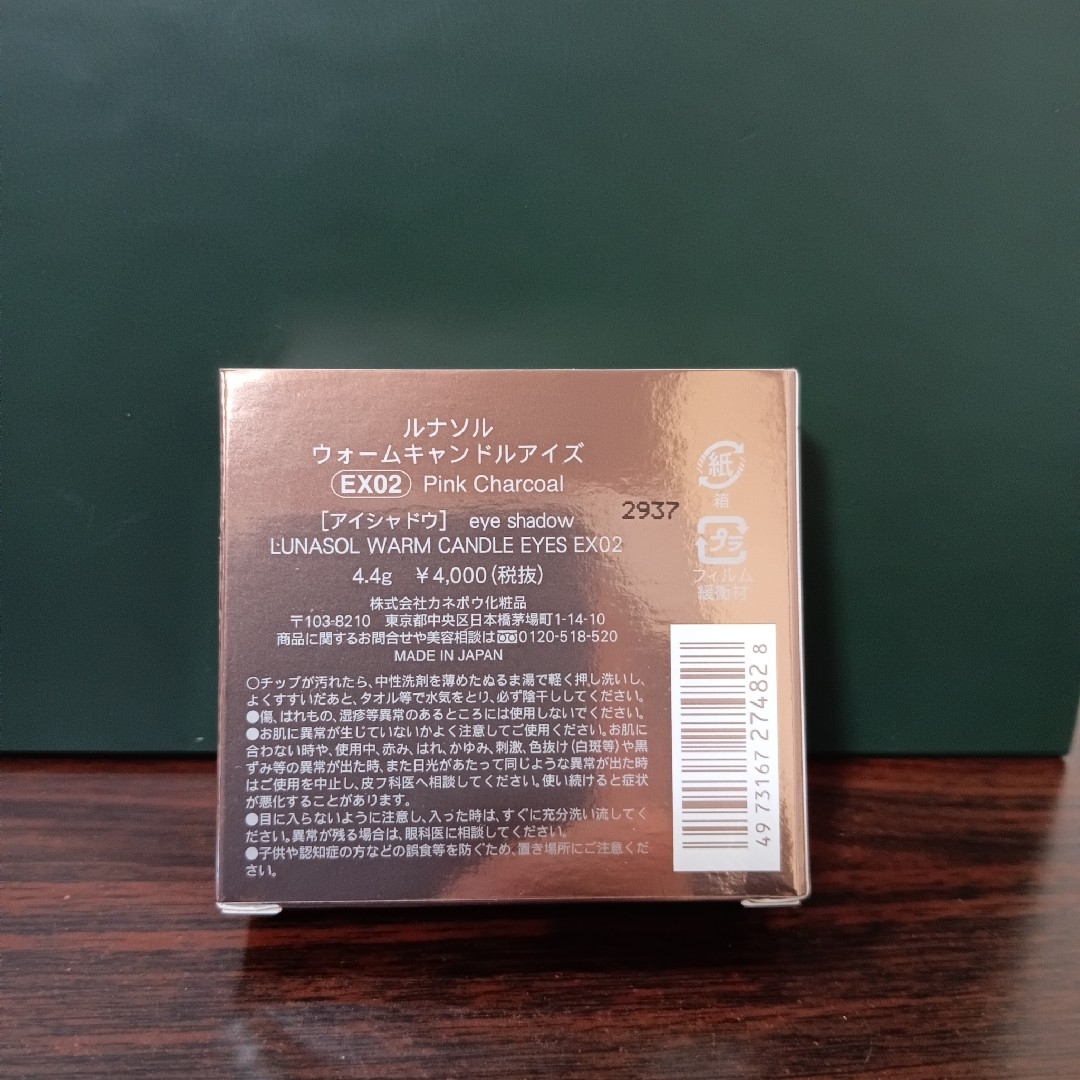 ルナソル
ウォームキャンドルアイズ
EX02 Pink Charcoal
[アイシャドウ] eye shadow
2937
LUNASOL WARM CANDLE EYES EX02
4.4g ¥4,000(税抜)
株式会社カネボウ化粧品
〒103-8210 東京都中央区日本橋茅場町1-14-10
商品に関するお問合せや美容相談は0120-518-520
MADE IN JAPAN
○チップが汚れたら、中性洗剤を薄めたぬるま湯で軽く押し洗いし、
よくすすいだあと、タオル等で水気をとり、必ず陰干ししてください。
●傷、はれもの、湿疹等異常のあるところには使用しないでください。
●お肌に異常が生じていないかよく注意してご使用ください。お肌に
合わない時や、使用中、赤み、はれ、かゆみ、刺激、色抜け(白斑等)や黒
ずみ等の異常が出た時、また日光があたって同じような異常が出た時
はご使用を中止し、皮フ科医へ相談してください。使い続けると症状
が悪化することがあります。
●目に入らないように注意し、入った時は、すぐに充分洗い流してく
ださい。異常が残る場合は、眼科医に相談してください。
●子供や認知症の方などの誤食等を防ぐため、置き場所にご注意くだ
さい。
紙
箱
プラ
フィルム
緩衝材
49 73167 27482 8